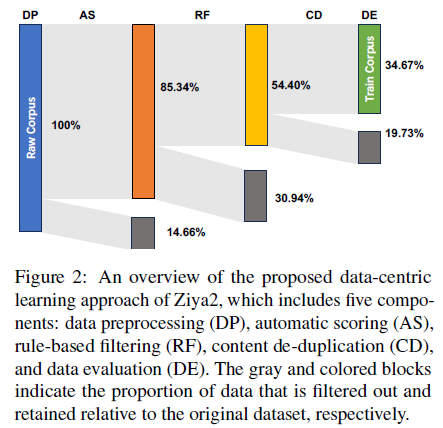 DP AS RF CD DE
Raw Corpus
100%
85.34%
14.66%
54.40%
30.94%
Train Corpus
34.67%
19.73%
Figure 2: An overview of the proposed data-centric
learning approach of Ziya2, which includes five compo-
nents: data preprocessing (DP), automatic scoring (AS),
rule-based filtering (RF), content de-duplication (CD),
and data evaluation (DE). The gray and colored blocks
indicate the proportion of data that is filtered out and
retained relative to the original dataset, respectively.